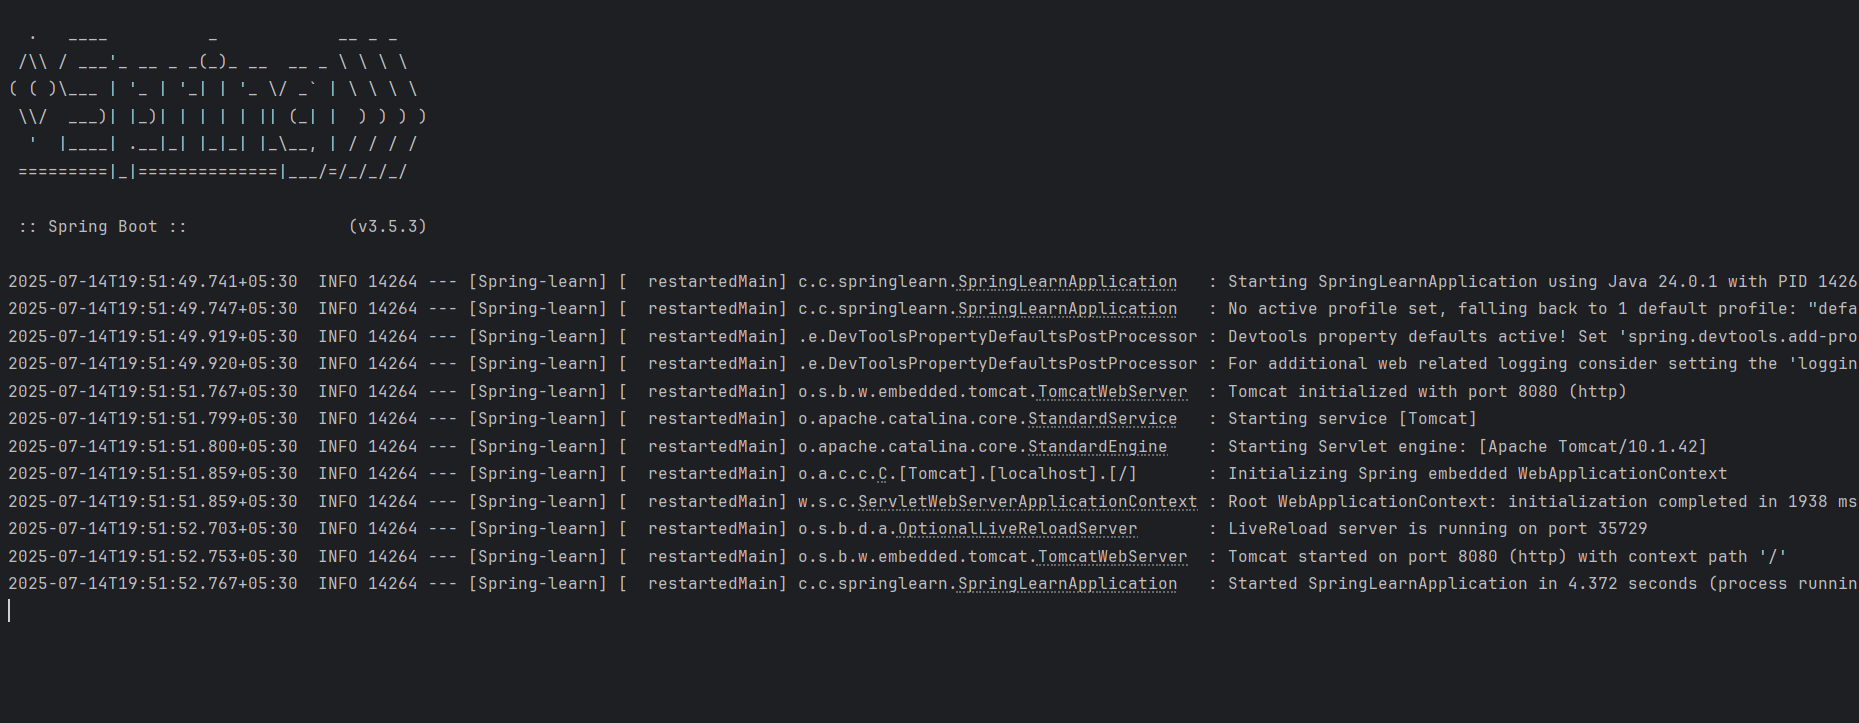 .   ____          _            __ _ _
 /\\ / ___'_ __ _ _(_)_ __  __ _ \ \ \ \
( ( )\___ | '_ | '_| | '_ \/ _` | \ \ \ \
 \\/  ___)| |_)| | | | | || (_| |  ) ) ) )
  '  |____| .__|_| |_|_| |_\__, | / / / /
 =========|_|==============|___/=/_/_/_/

 :: Spring Boot ::                (v3.5.3)

2025-07-14T19:51:49.741+05:30  INFO 14264 --- [Spring-learn] [  restartedMain] c.c.springlearn.SpringLearnApplication   : Starting SpringLearnApplication using Java 24.0.1 with PID 1426
2025-07-14T19:51:49.747+05:30  INFO 14264 --- [Spring-learn] [  restartedMain] c.c.springlearn.SpringLearnApplication   : No active profile set, falling back to 1 default profile: "defa
2025-07-14T19:51:49.919+05:30  INFO 14264 --- [Spring-learn] [  restartedMain] .e.DevToolsPropertyDefaultsPostProcessor : Devtools property defaults active! Set 'spring.devtools.add-pro
2025-07-14T19:51:49.920+05:30  INFO 14264 --- [Spring-learn] [  restartedMain] .e.DevToolsPropertyDefaultsPostProcessor : For additional web related logging consider setting the 'loggin
2025-07-14T19:51:51.767+05:30  INFO 14264 --- [Spring-learn] [  restartedMain] o.s.b.w.embedded.tomcat.TomcatWebServer  : Tomcat initialized with port 8080 (http)
2025-07-14T19:51:51.799+05:30  INFO 14264 --- [Spring-learn] [  restartedMain] o.apache.catalina.core.StandardService   : Starting service [Tomcat]
2025-07-14T19:51:51.800+05:30  INFO 14264 --- [Spring-learn] [  restartedMain] o.apache.catalina.core.StandardEngine    : Starting Servlet engine: [Apache Tomcat/10.1.42]
2025-07-14T19:51:51.859+05:30  INFO 14264 --- [Spring-learn] [  restartedMain] o.a.c.c.C.[Tomcat].[localhost].[/]       : Initializing Spring embedded WebApplicationContext
2025-07-14T19:51:51.859+05:30  INFO 14264 --- [Spring-learn] [  restartedMain] w.s.c.ServletWebServerApplicationContext : Root WebApplicationContext: initialization completed in 1938 ms
2025-07-14T19:51:52.703+05:30  INFO 14264 --- [Spring-learn] [  restartedMain] o.s.b.d.a.OptionalLiveReloadServer       : LiveReload server is running on port 35729
2025-07-14T19:51:52.753+05:30  INFO 14264 --- [Spring-learn] [  restartedMain] o.s.b.w.embedded.tomcat.TomcatWebServer  : Tomcat started on port 8080 (http) with context path '/'
2025-07-14T19:51:52.767+05:30  INFO 14264 --- [Spring-learn] [  restartedMain] c.c.springlearn.SpringLearnApplication   : Started SpringLearnApplication in 4.372 seconds (process runnin